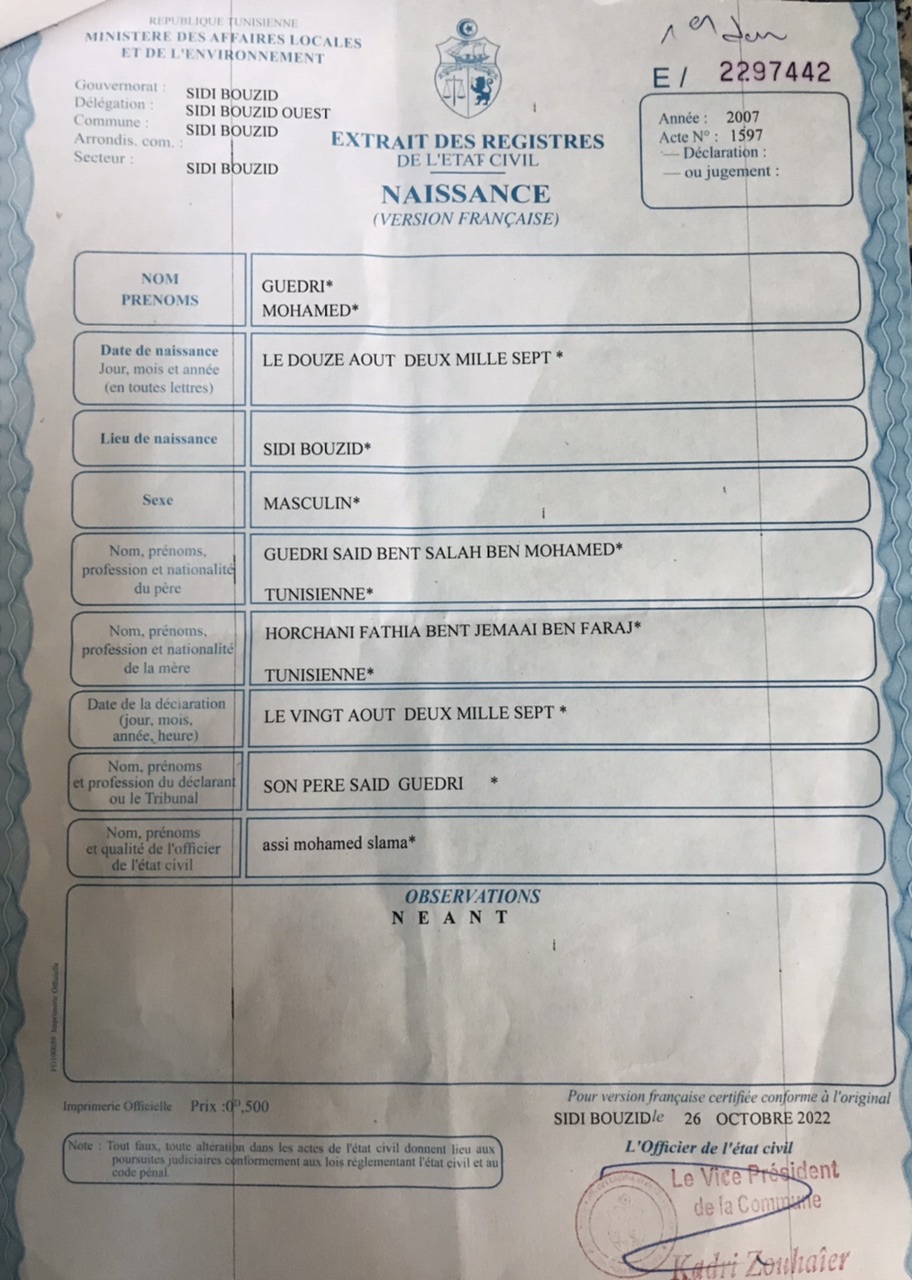 REPUBLIQUE TUNISIENNE
MINISTERE DES AFFAIRES LOCALES
ET DE L'ENVIRONNEMENT
Gouvernorat : SIDI BOUZID
Délégation : SIDI BOUZID OUEST
Commune : SIDI BOUZID
Arrondis. com. :
Secteur : SIDI BOUZID
EXTRAIT DES REGISTRES
DE L'ETAT CIVIL
NAISSANCE
(VERSION FRANÇAISE)
E / 2297442
Année : 2007
Acte N° : 1597
— Déclaration :
— ou jugement :
NOM
PRENOMS
GUEDRI*
MOHAMED*
Date de naissance
Jour, mois et année
(en toutes lettres)
LE DOUZE AOUT DEUX MILLE SEPT *
Lieu de naissance
SIDI BOUZID*
Sexe
MASCULIN*
Nom, prénoms,
profession et nationalité
du père
GUEDRI SAID BENT SALAH BEN MOHAMED*
TUNISIENNE*
Nom, prénoms,
profession et nationalité
de la mère
HORCHANI FATHIA BENT JEMAAI BEN FARAJ*
TUNISIENNE*
Date de la déclaration
(jour, mois,
année, heure)
LE VINGT AOUT DEUX MILLE SEPT *
Nom, prénoms
et profession du déclarant
ou le Tribunal
SON PERE SAID GUEDRI *
Nom, prénoms
et qualité de l'officier
de l'état civil
assi mohamed slama*
OBSERVATIONS
N E A N T
Imprimerie Officielle Prix :0ᴰ,500
Pour version française certifiée conforme à l'original
SIDI BOUZID le 26 OCTOBRE 2022
L'Officier de l'état civil
Note : Tout faux, toute altération dans les actes de l'état civil donnent lieu aux
poursuites judiciaires conformement aux lois réglementant l'état civil et au
code pénal.
Le Vice Président
de la Commune
Kadri Zouhaïer